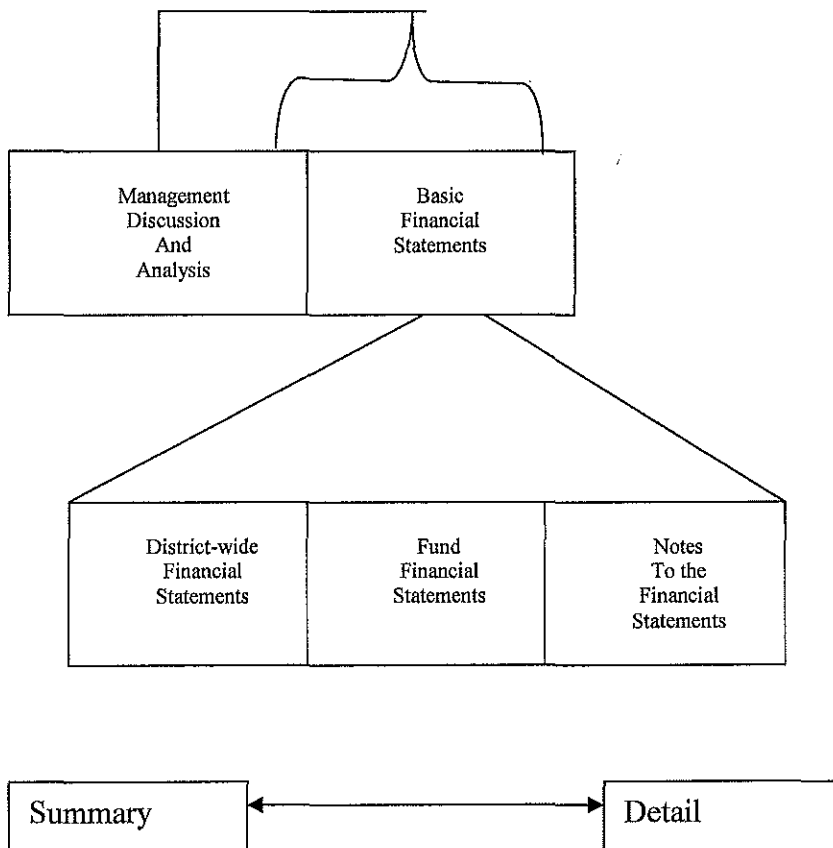 Management
Discussion
And
Analysis
Basic
Financial
Statements
District-wide
Financial
Statements
Fund
Financial
Statements
Notes
To the
Financial
Statements
Summary
Detail